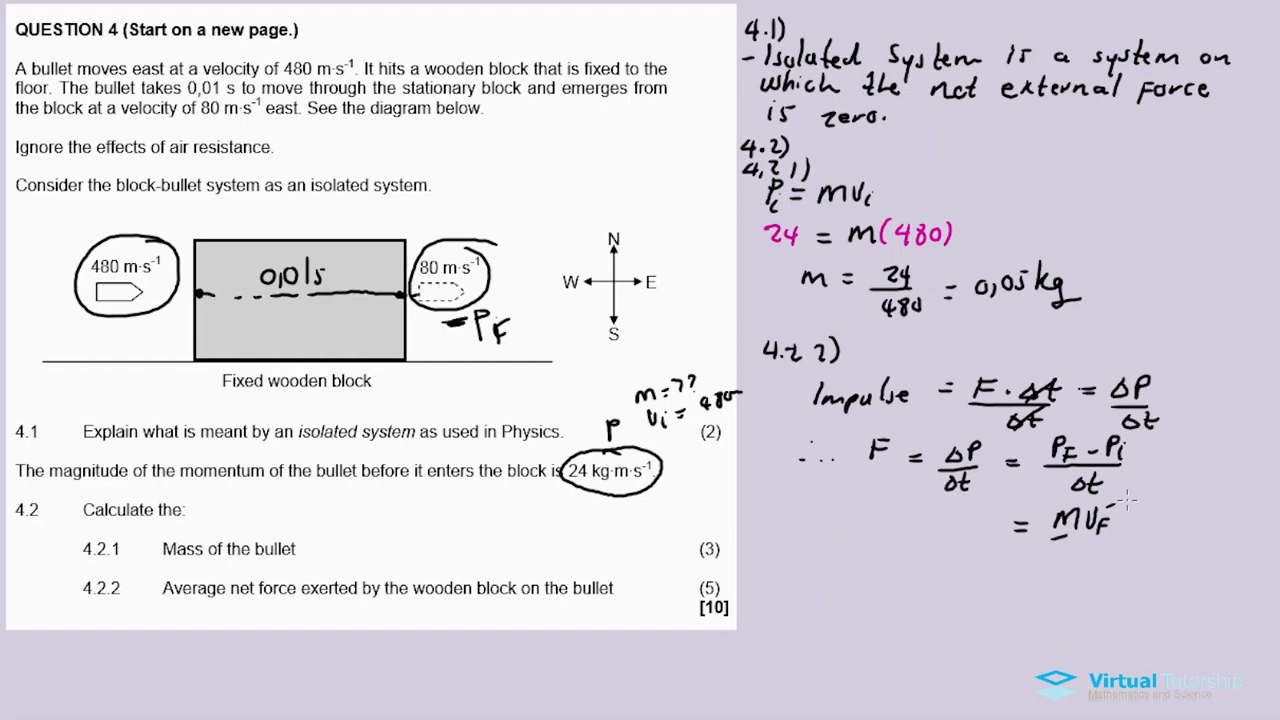 QUESTION 4 (Start on a new page.)
A bullet moves east at a velocity of 480 m·s⁻¹. It hits a wooden block that is fixed to the
floor. The bullet takes 0,01 s to move through the stationary block and emerges from
the block at a velocity of 80 m·s⁻¹ east. See the diagram below.
Ignore the effects of air resistance.
Consider the block-bullet system as an isolated system.
480 m·s⁻¹
0,01s
80 m·s⁻¹
PF
N
W
E
S
Fixed wooden block
m = ??
vi = 480
P
4.1 Explain what is meant by an isolated system as used in Physics. (2)
The magnitude of the momentum of the bullet before it enters the block is 24 kg·m·s⁻¹
4.2 Calculate the:
4.2.1 Mass of the bullet (3)
4.2.2 Average net force exerted by the wooden block on the bullet (5)
[10]
4.1)
- Isolated System is a system on
which the net external force
is zero.
4.2)
4.2 1)
Pi = mvi
24 = m(480)
m = 24/480 = 0,05 kg
4.2 2)
Impulse = F · Δt/Δt = ΔP/Δt
∴ F = ΔP/Δt = PF - Pi/Δt
= mvF -
Virtual Tutorship
Mathematics and Science